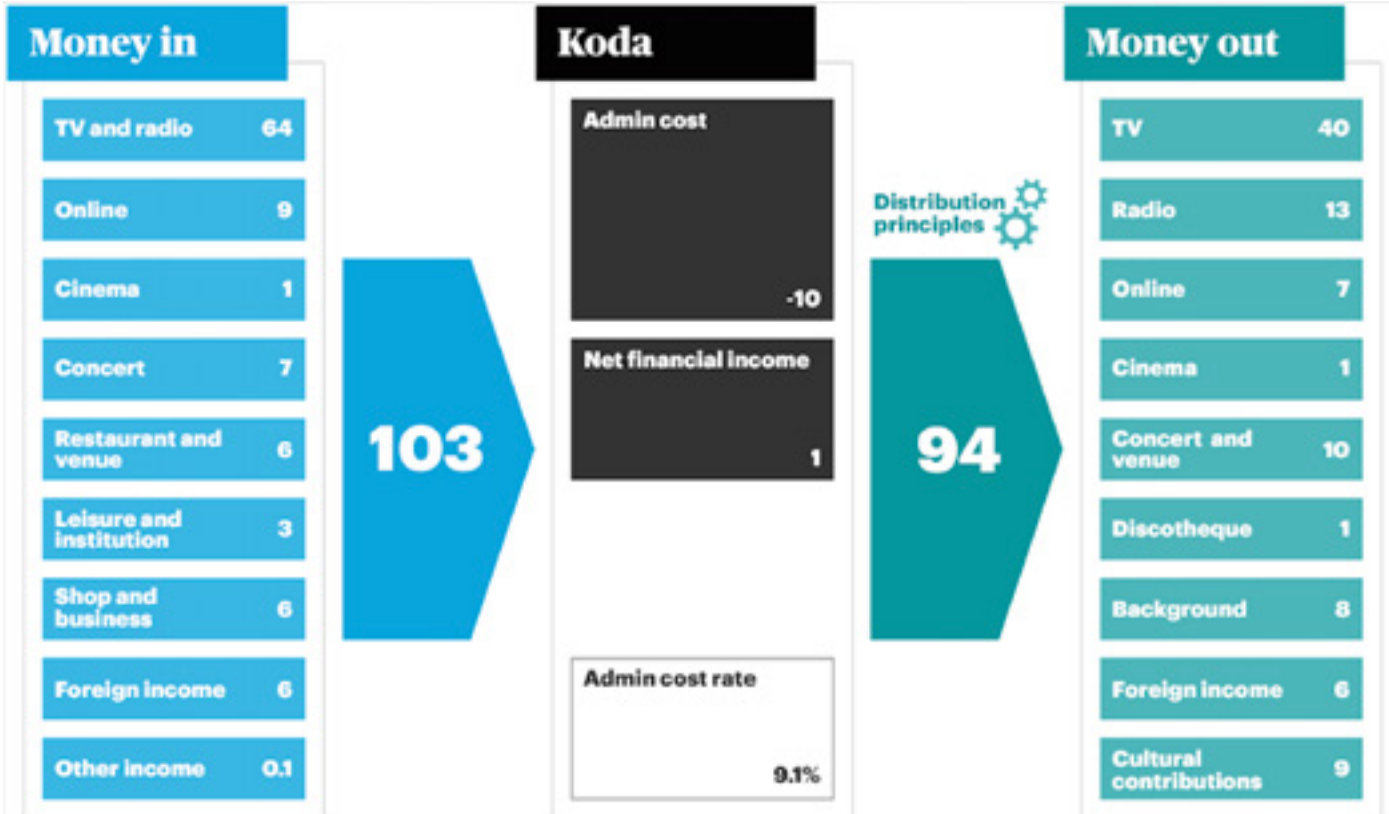 Money in
TV and radio 64
Online 9
Cinema 1
Concert 7
Restaurant and
venue 6
Leisure and
institution 3
Shop and
business 6
Foreign income 6
Other income 0.1
103
Koda
Admin cost
-10
Net financial income
1
Admin cost rate
9.1%
Distribution
principles
94
Money out
TV 40
Radio 13
Online 7
Cinema 1
Concert and
venue 10
Discotheque 1
Background 8
Foreign income 6
Cultural
contributions 9